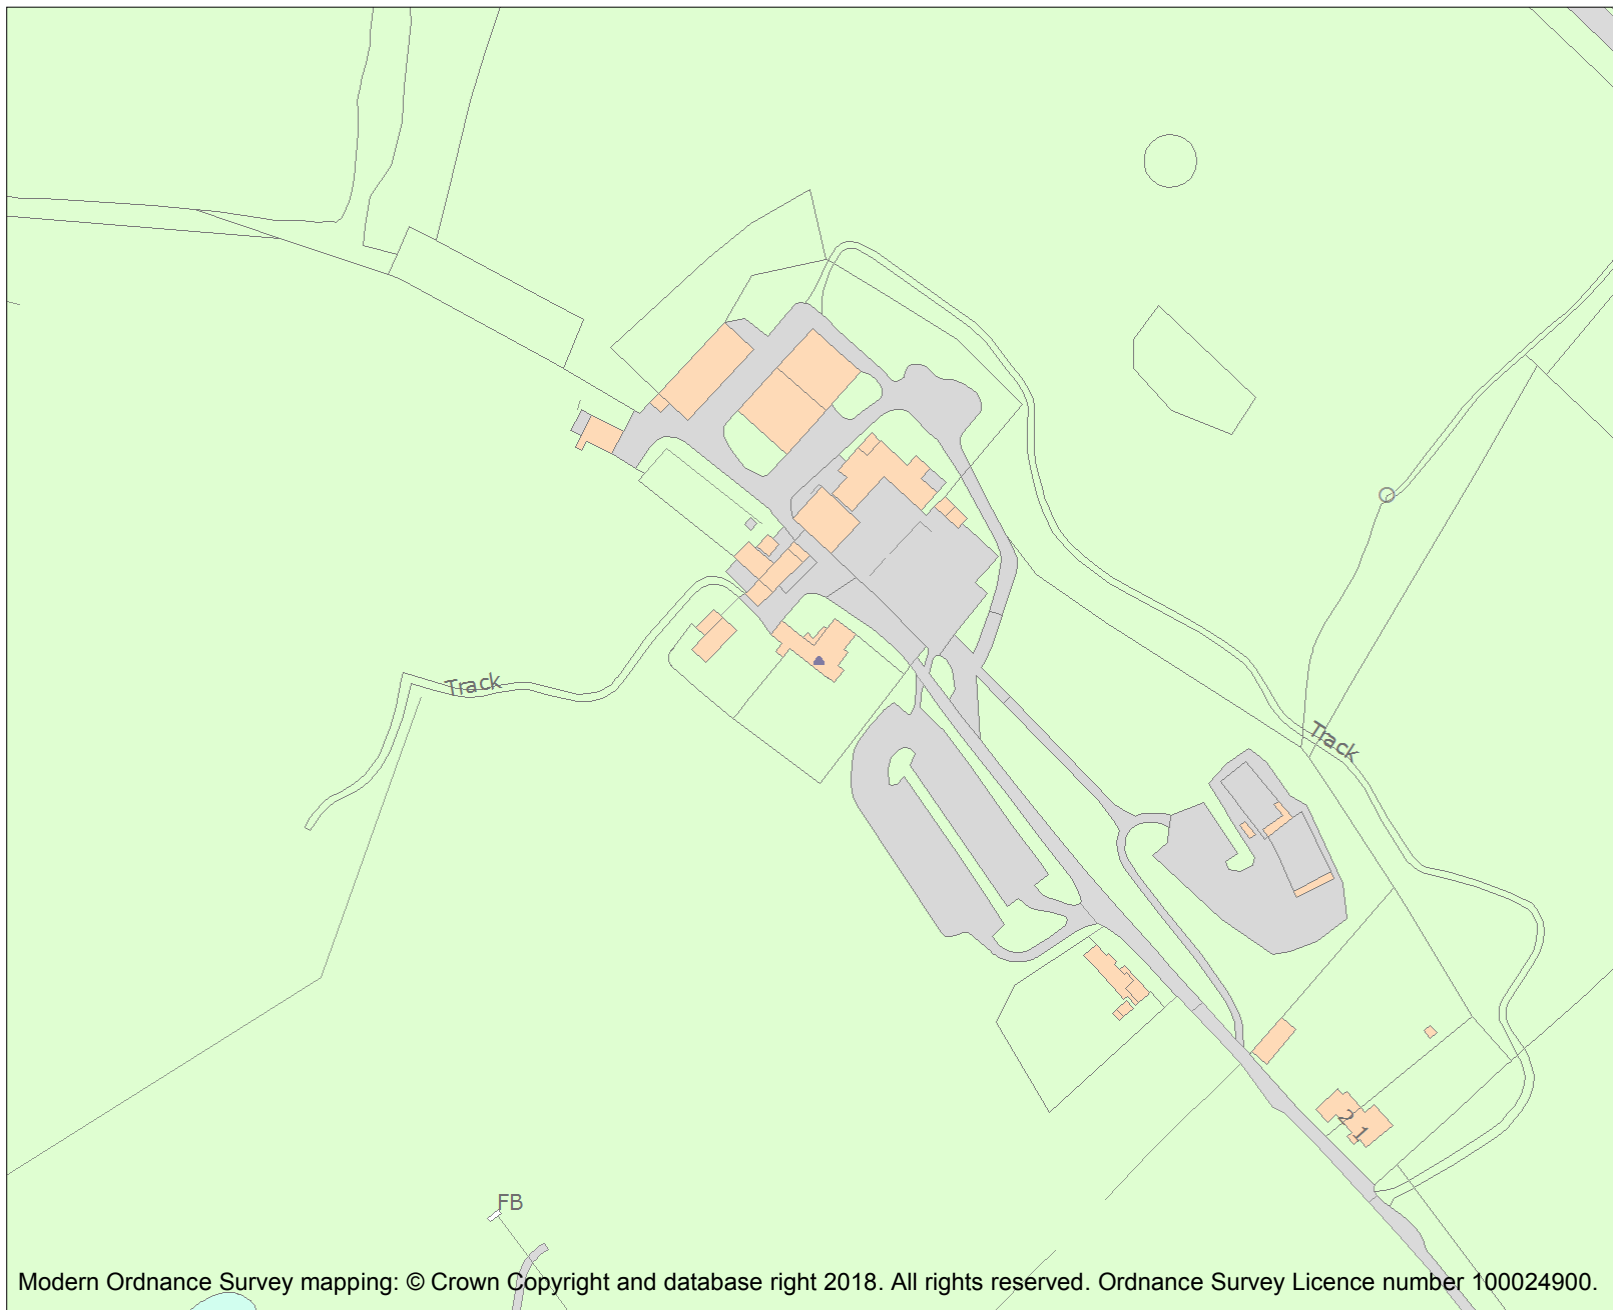 Track
Track
2
1
FB
Modern Ordnance Survey mapping: © Crown Copyright and database right 2018. All rights reserved. Ordnance Survey Licence number 100024900.